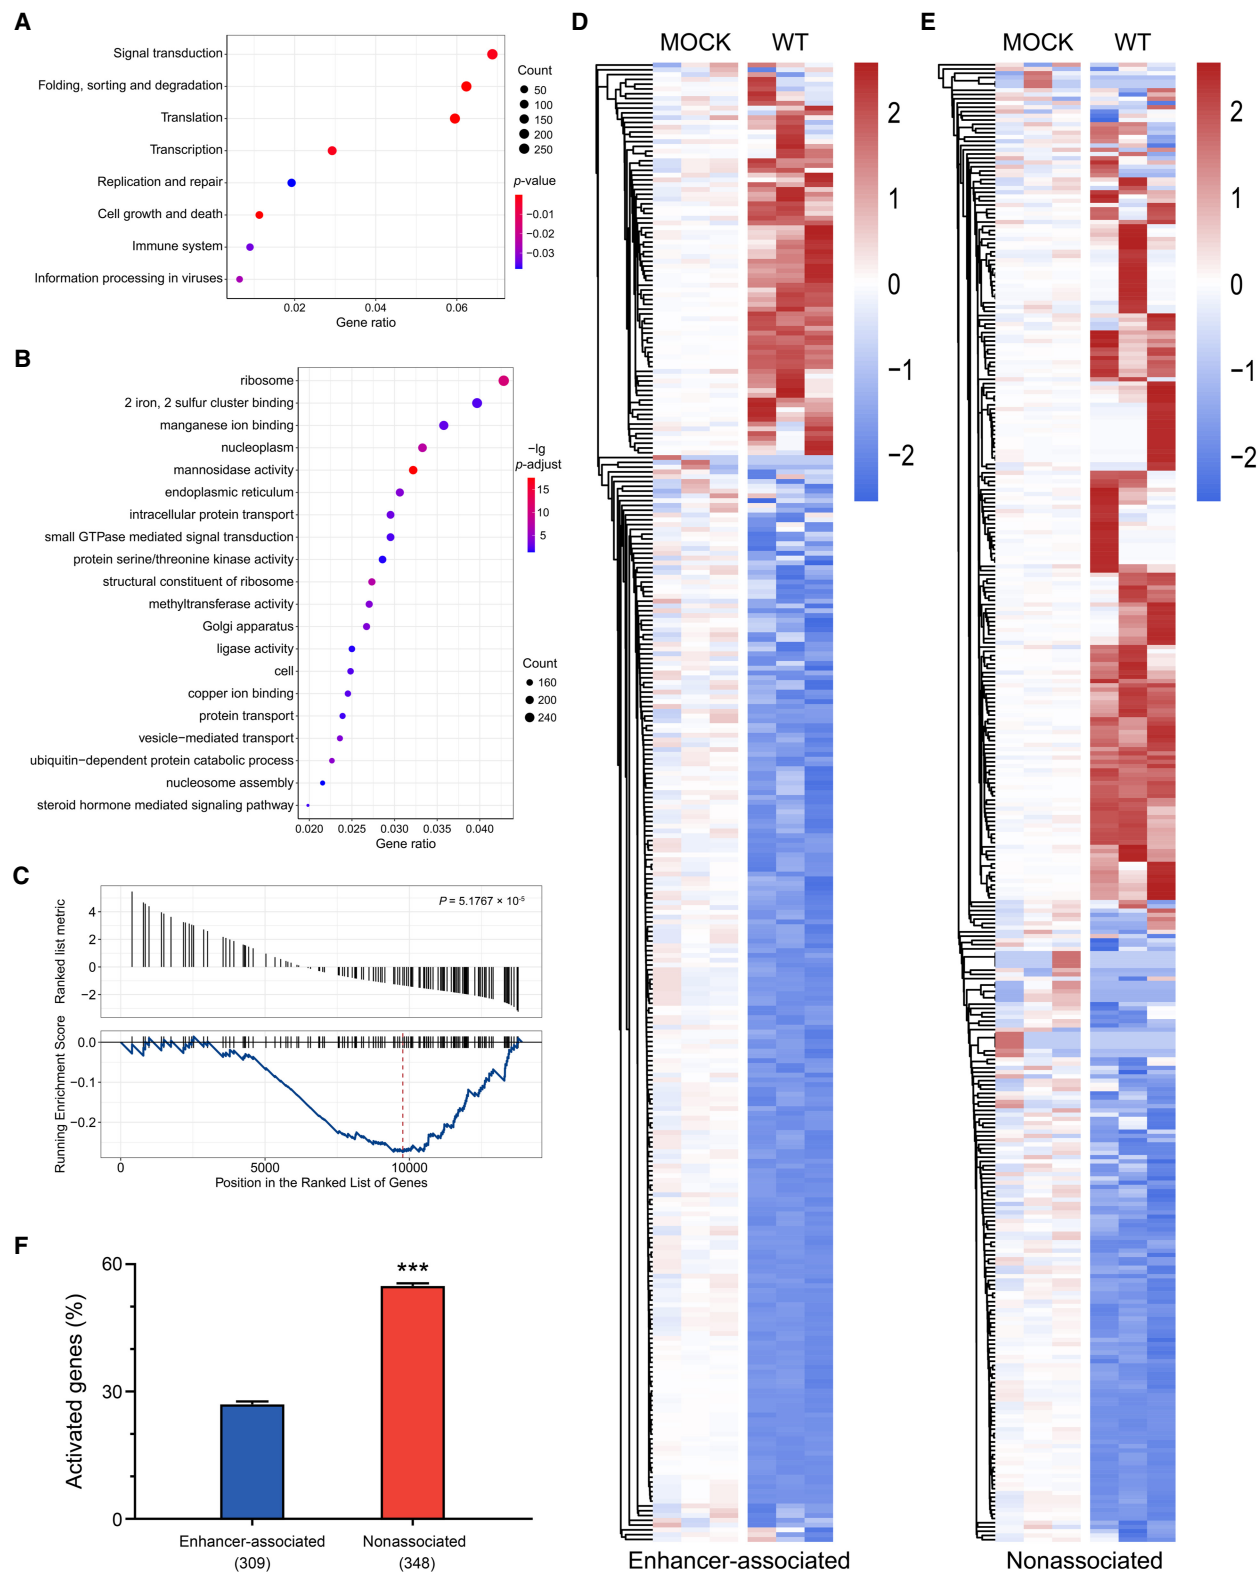 A
Signal transduction
Folding, sorting and degradation
Translation
Transcription
Replication and repair
Cell growth and death
Immune system
Information processing in viruses
0.02 0.04 0.06
Gene ratio
Count
50
100
150
200
250
p-value
−0.01
−0.02
−0.03
B
ribosome
2 iron, 2 sulfur cluster binding
manganese ion binding
nucleoplasm
mannosidase activity
endoplasmic reticulum
intracellular protein transport
small GTPase mediated signal transduction
protein serine/threonine kinase activity
structural constituent of ribosome
methyltransferase activity
Golgi apparatus
ligase activity
cell
copper ion binding
protein transport
vesicle−mediated transport
ubiquitin−dependent protein catabolic process
nucleosome assembly
steroid hormone mediated signaling pathway
0.020 0.025 0.030 0.035 0.040
Gene ratio
−lg
p-adjust
15
10
5
Count
160
200
240
C
Ranked list metric
4
2
0
−2
P = 5.1767 × 10⁻⁵
Running Enrichment Score
0.0
−0.1
−0.2
0 5000 10000
Position in the Ranked List of Genes
D
MOCK WT
2
1
0
−1
−2
Enhancer-associated
E
MOCK WT
2
1
0
−1
−2
Nonassociated
F
Activated genes (%)
60
30
0
***
Enhancer-associated
(309)
Nonassociated
(348)